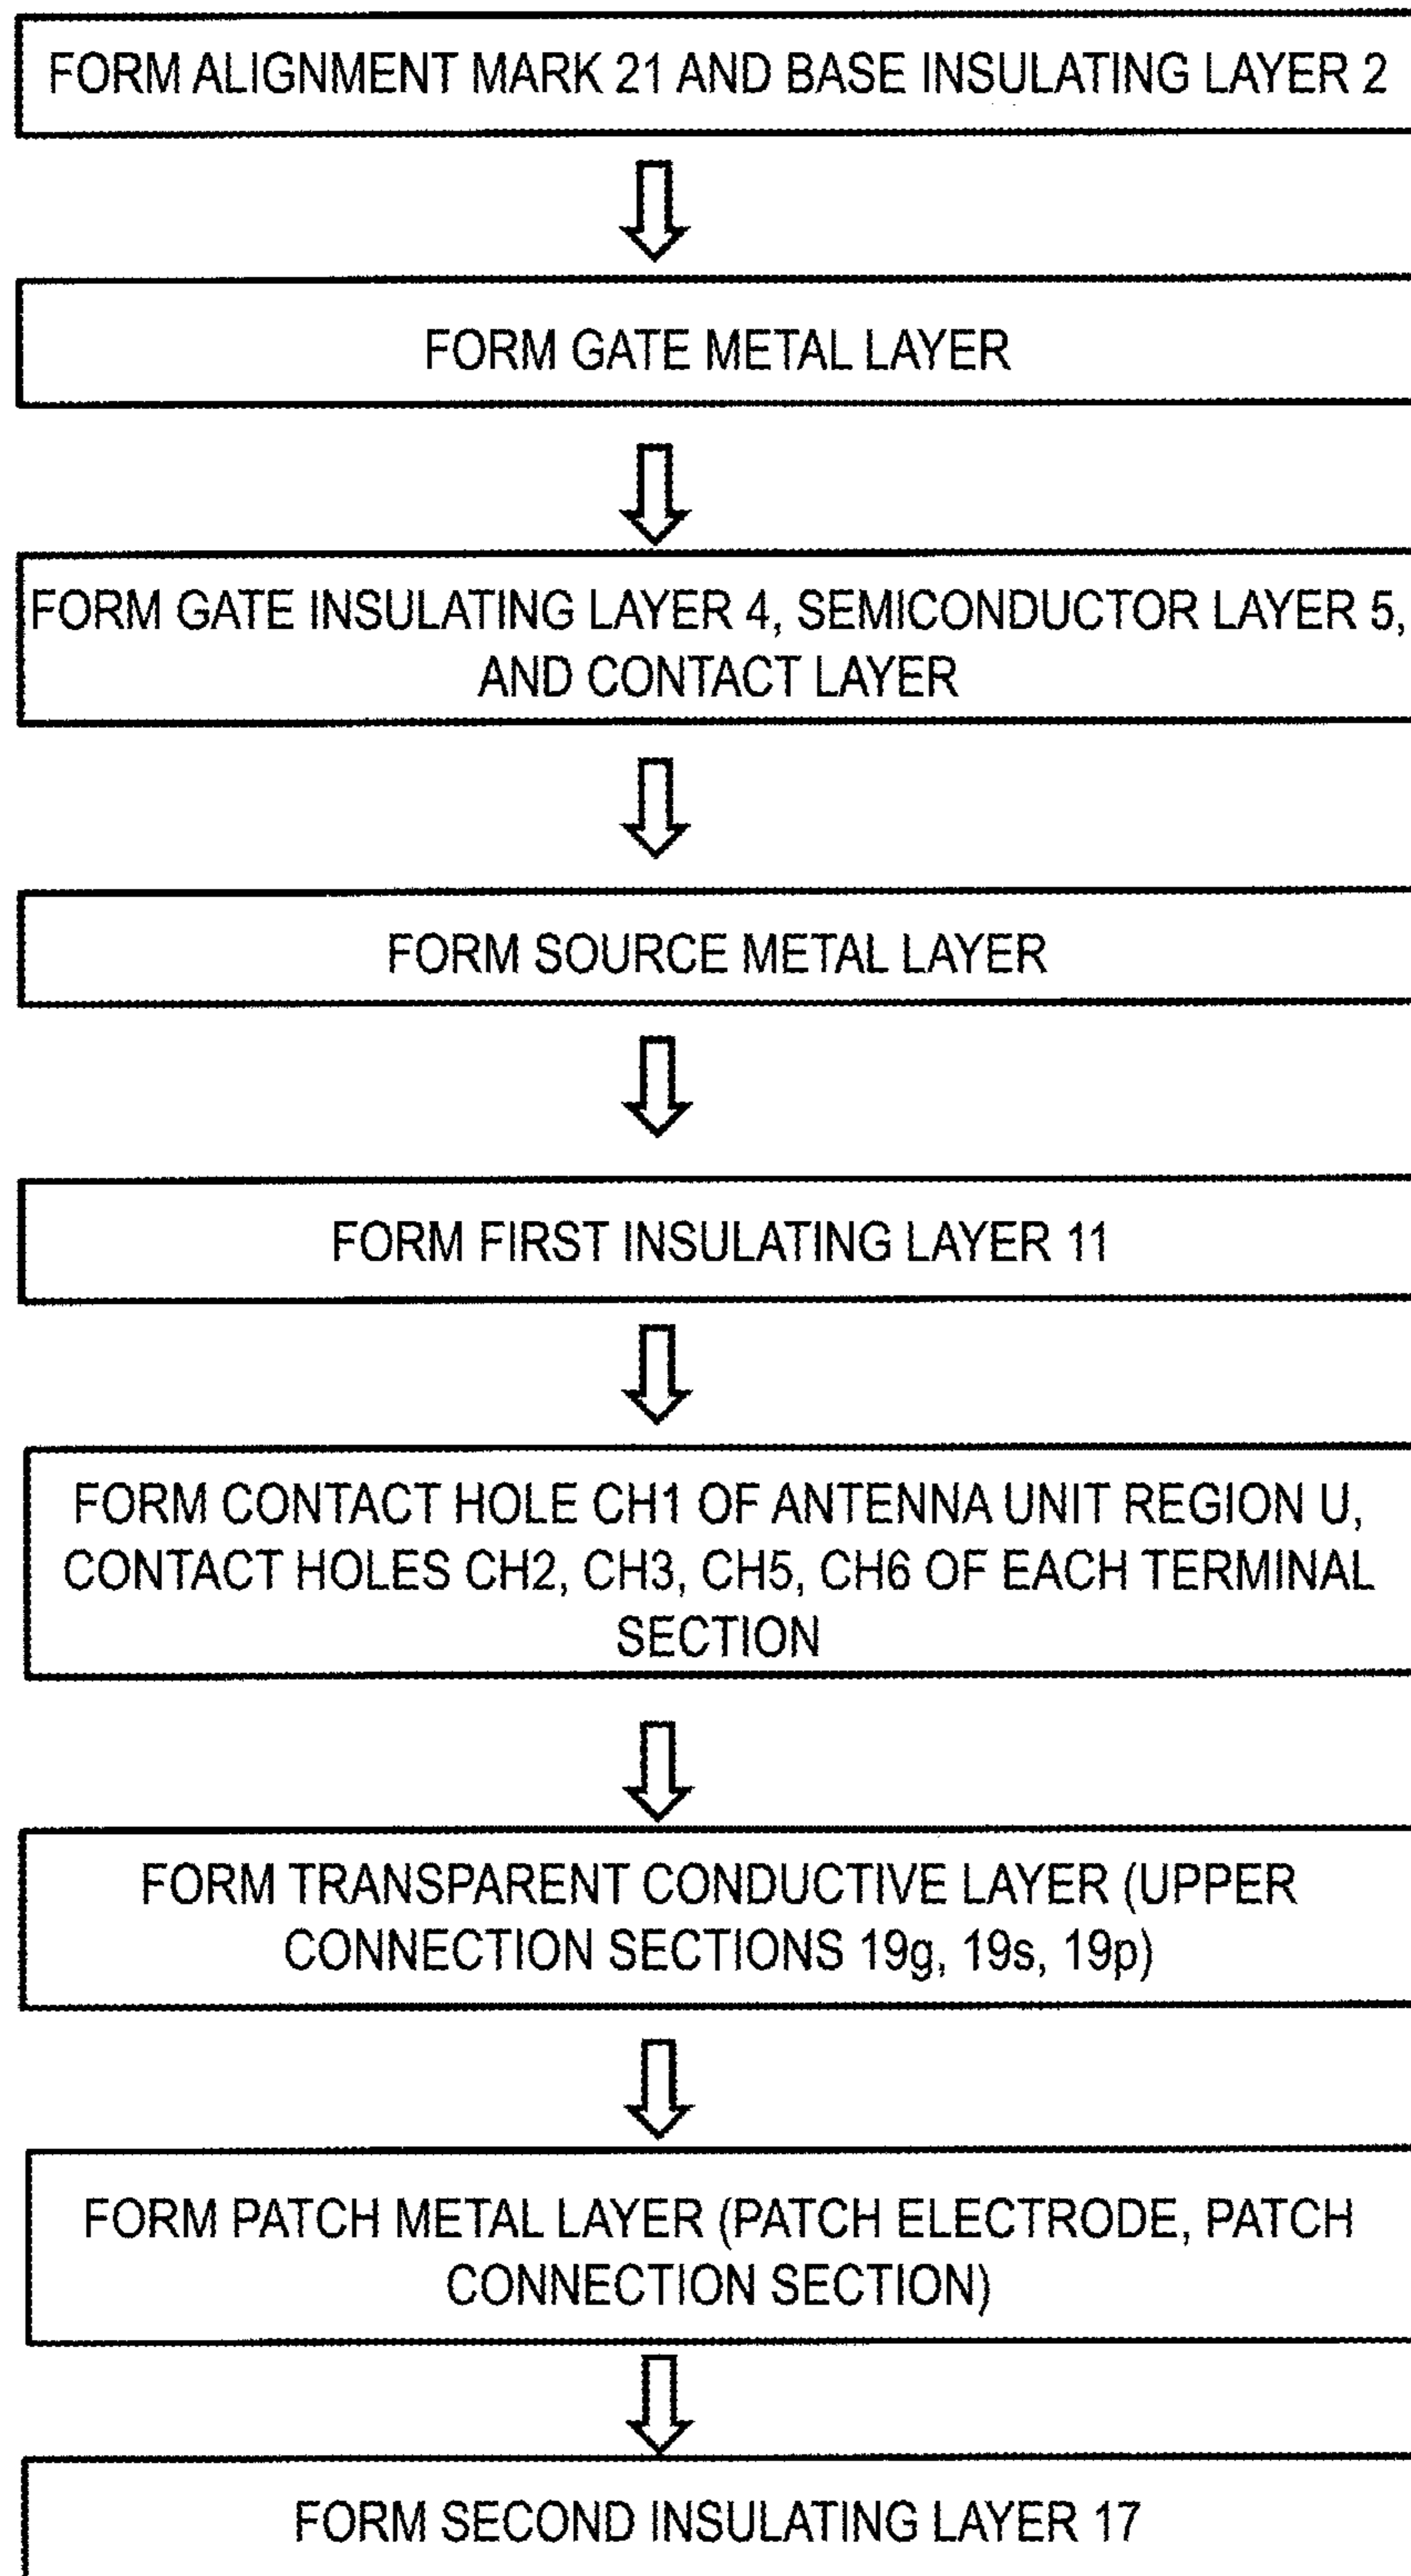 FORM ALIGNMENT MARK 21 AND BASE INSULATING LAYER 2
FORM GATE METAL LAYER
FORM GATE INSULATING LAYER 4, SEMICONDUCTOR LAYER 5,
AND CONTACT LAYER
FORM SOURCE METAL LAYER
FORM FIRST INSULATING LAYER 11
FORM CONTACT HOLE CH1 OF ANTENNA UNIT REGION U,
CONTACT HOLES CH2, CH3, CH5, CH6 OF EACH TERMINAL
SECTION
FORM TRANSPARENT CONDUCTIVE LAYER (UPPER
CONNECTION SECTIONS 19g, 19s, 19p)
FORM PATCH METAL LAYER (PATCH ELECTRODE, PATCH
CONNECTION SECTION)
FORM SECOND INSULATING LAYER 17